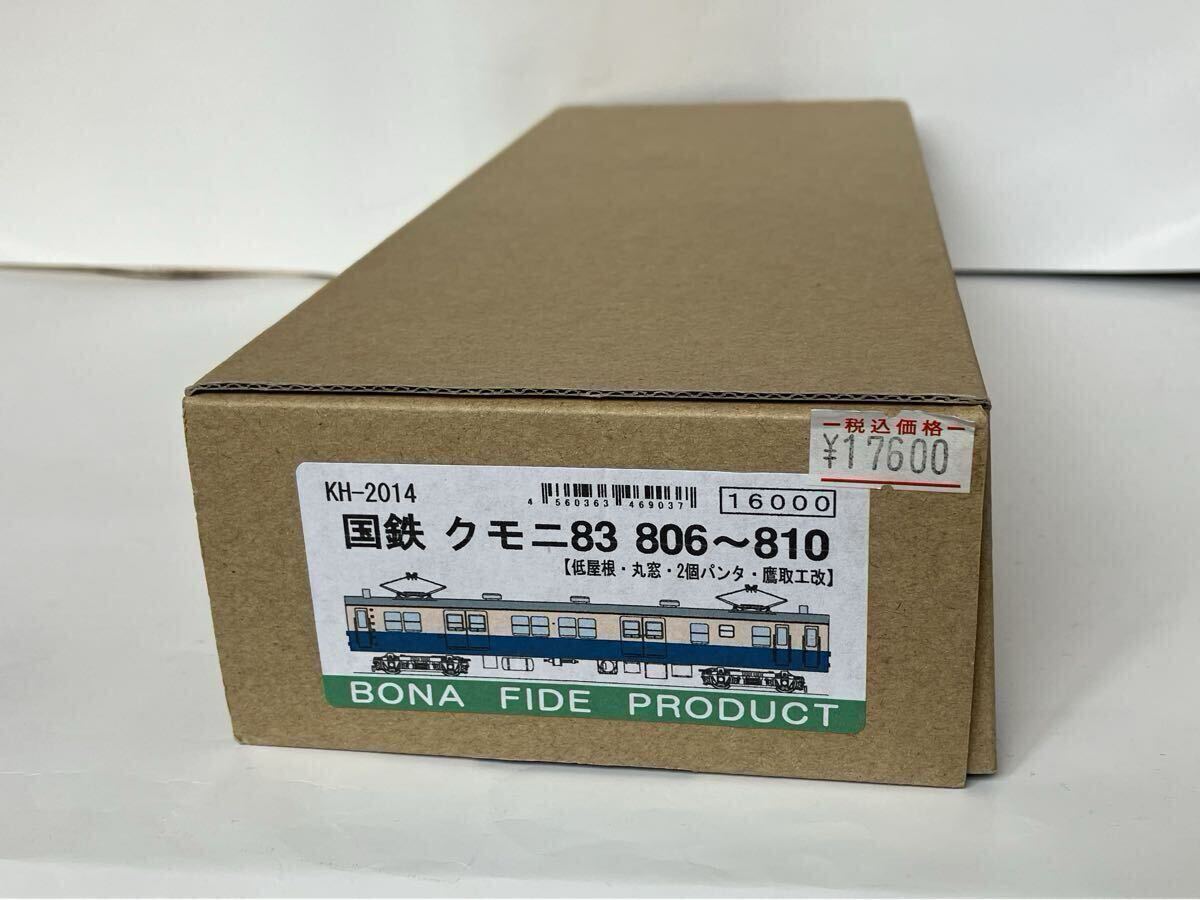 税込価格
¥17600
KH-2014
4 560363 469037
16000
国鉄 クモニ83 806～810
【低屋根・丸窓・2個パンタ・鷹取工改】
BONA FIDE PRODUCT